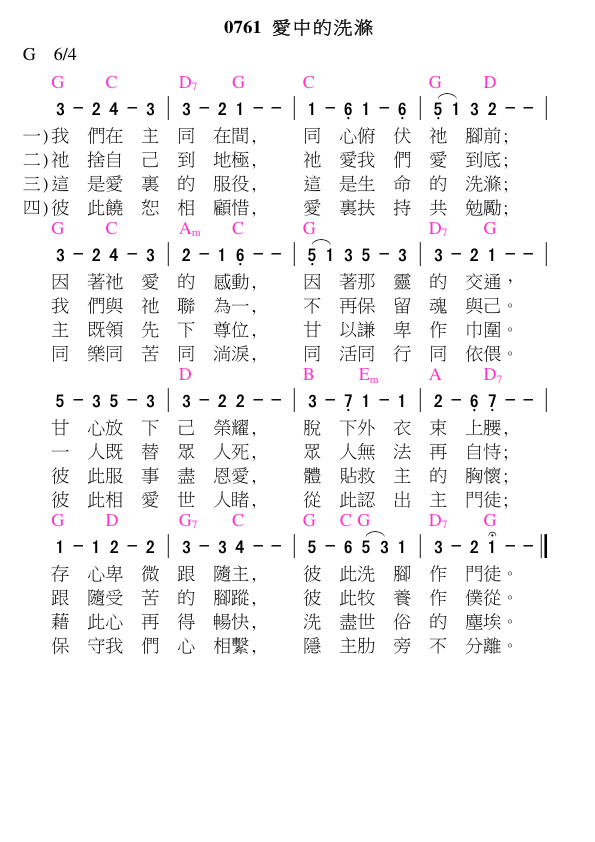 0761 愛中的洗滌
G 6/4
G C D7 G C G D
3 - 2 4 - 3 | 3 - 2 1 - - | 1 - 6̣ 1 - 6̣ | 5̣ 1 3 2 - - |
一)我 們在 主 同 在間, 同 心俯 伏 祂 腳前;
二)祂 捨自 己 到 地極, 祂 愛我 們 愛 到底;
三)這 是愛 裏 的 服役, 這 是生 命 的 洗滌;
四)彼 此饒 恕 相 顧惜, 愛 裏扶 持 共 勉勵;
G C Am C G D7 G
3 - 2 4 - 3 | 2 - 1 6̣ - - | 5̣ 1 3 5 - 3 | 3 - 2 1 - - |
因 著祂 愛 的 感動, 因 著那 靈 的 交通,
我 們與 祂 聯 為一, 不 再保 留 魂 與己。
主 既領 先 下 尊位, 甘 以謙 卑 作 巾圍。
同 樂同 苦 同 淌淚, 同 活同 行 同 依偎。
D B Em A D7
5 - 3 5 - 3 | 3 - 2 2 - - | 3 - 7̣ 1 - 1 | 2 - 6̣ 7̣ - - |
甘 心放 下 己 榮耀, 脫 下外 衣 束 上腰,
一 人既 替 眾 人死, 眾 人無 法 再 自恃;
彼 此服 事 盡 恩愛, 體 貼救 主 的 胸懷;
彼 此相 愛 世 人睹, 從 此認 出 主 門徒;
G D G7 C G C G D7 G
1 - 1 2 - 2 | 3 - 3 4 - - | 5 - 6 5 3 1 | 3 - 2 1 - - ‖
存 心卑 微 跟 隨主, 彼 此洗 腳 作 門徒。
跟 隨受 苦 的 腳蹤, 彼 此牧 養 作 僕從。
藉 此心 再 得 暢快, 洗 盡世 俗 的 塵埃。
保 守我 們 心 相繫, 隱 主肋 旁 不 分離。